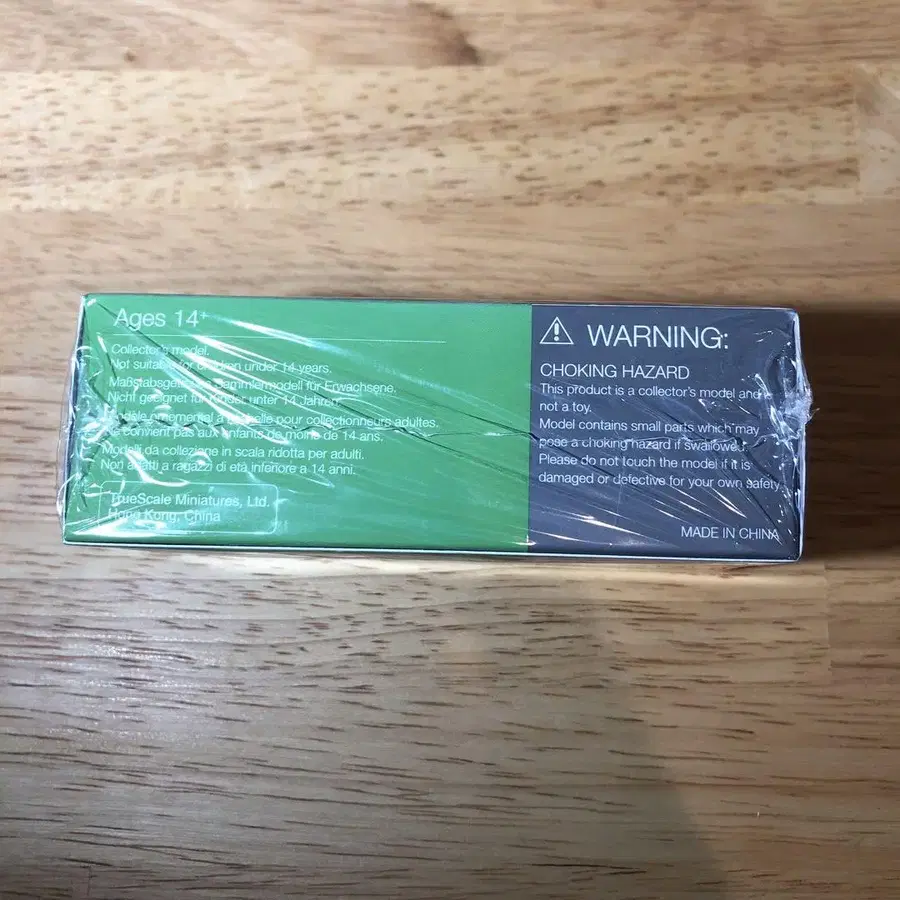 Ages 14+
Collector's model.
Not suitable for children under 14 years.
Maßstabsgetreues Sammlermodell für Erwachsene.
Nicht geeignet für Kinder unter 14 Jahren.
Modèle ornemental à échelle pour collectionneurs adultes.
Ne convient pas aux enfants de moins de 14 ans.
Modelli da collezione in scala ridotta per adulti.
Non adatti a ragazzi di età inferiore a 14 anni.
TrueScale Miniatures, Ltd.
Hong Kong, China
WARNING:
CHOKING HAZARD
This product is a collector's model and
not a toy.
Model contains small parts which may
pose a choking hazard if swallowed.
Please do not touch the model if it is
damaged or defective for your own safety.
MADE IN CHINA